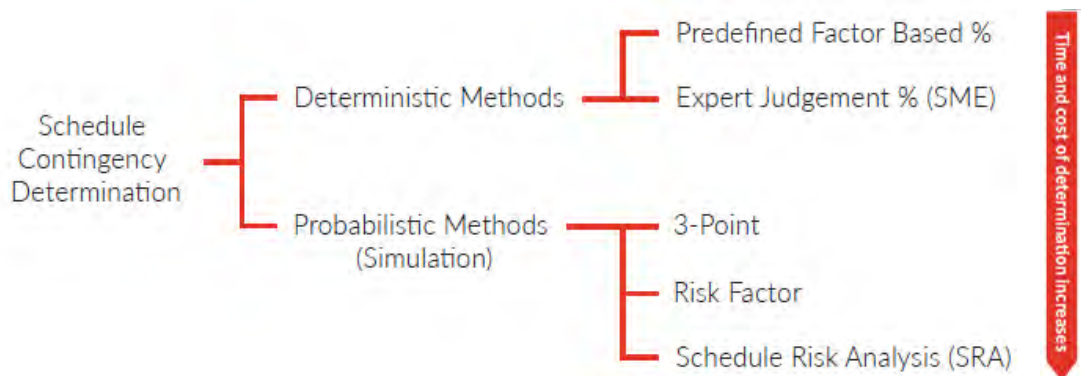 Schedule
Contingency
Determination
Deterministic Methods
Predefined Factor Based %
Expert Judgement % (SME)
Probabilistic Methods
(Simulation)
3-Point
Risk Factor
Schedule Risk Analysis (SRA)
Time and cost of determination increases